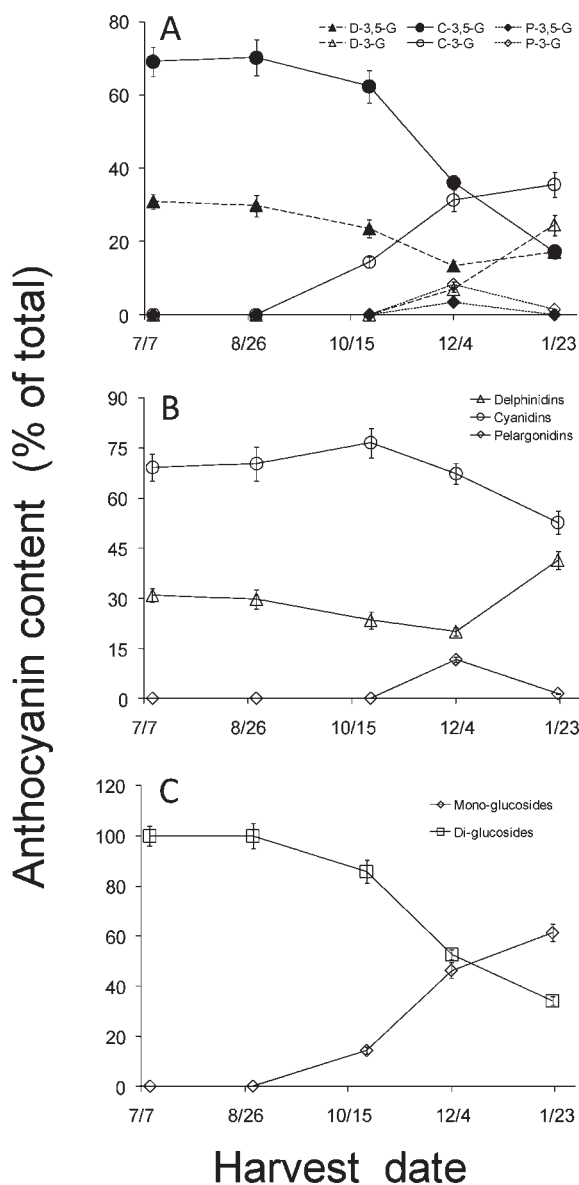 Anthocyanin content (% of total)
A
D-3,5-G C-3,5-G P-3,5-G
D-3-G C-3-G P-3-G
80
60
40
20
0
7/7 8/26 10/15 12/4 1/23
B
Delphinidins
Cyanidins
Pelargonidins
90
75
60
45
30
15
0
7/7 8/26 10/15 12/4 1/23
C
Mono-glucosides
Di-glucosides
120
100
80
60
40
20
0
7/7 8/26 10/15 12/4 1/23
Harvest date